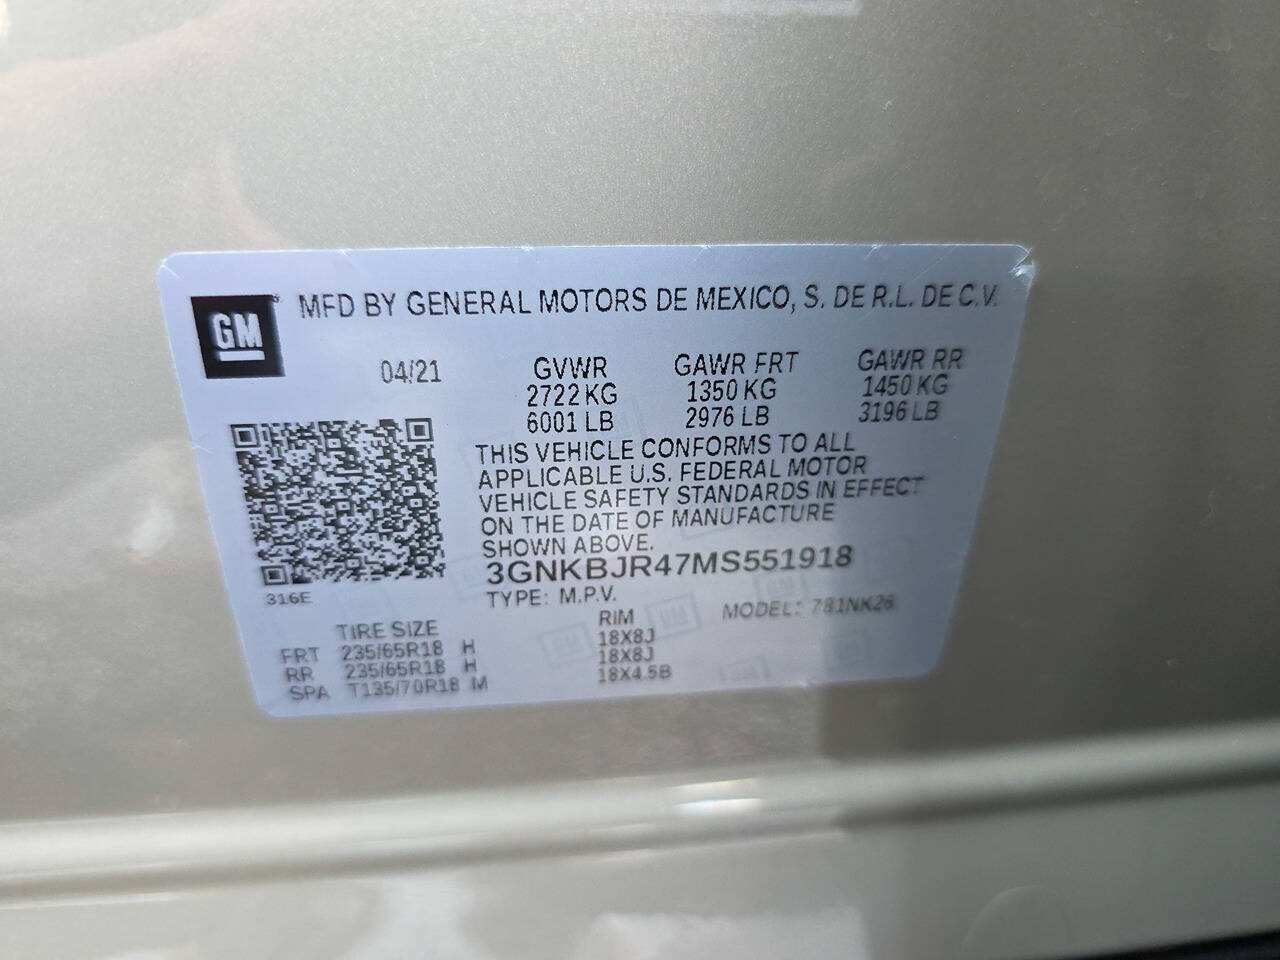 GM MFD BY GENERAL MOTORS DE MEXICO, S. DE R.L. DE C.V.
04/21 GVWR GAWR FRT GAWR RR
2722 KG 1350 KG 1450 KG
6001 LB 2976 LB 3196 LB
THIS VEHICLE CONFORMS TO ALL
APPLICABLE U.S. FEDERAL MOTOR
VEHICLE SAFETY STANDARDS IN EFFECT
ON THE DATE OF MANUFACTURE
SHOWN ABOVE.
3GNKBJR47MS551918
316E
TYPE: M.P.V. MODEL: 781NK26
TIRE SIZE RIM
FRT 235/65R18 H 18X8J
RR 235/65R18 H 18X8J
SPA T135/70R18 M 18X4.5B